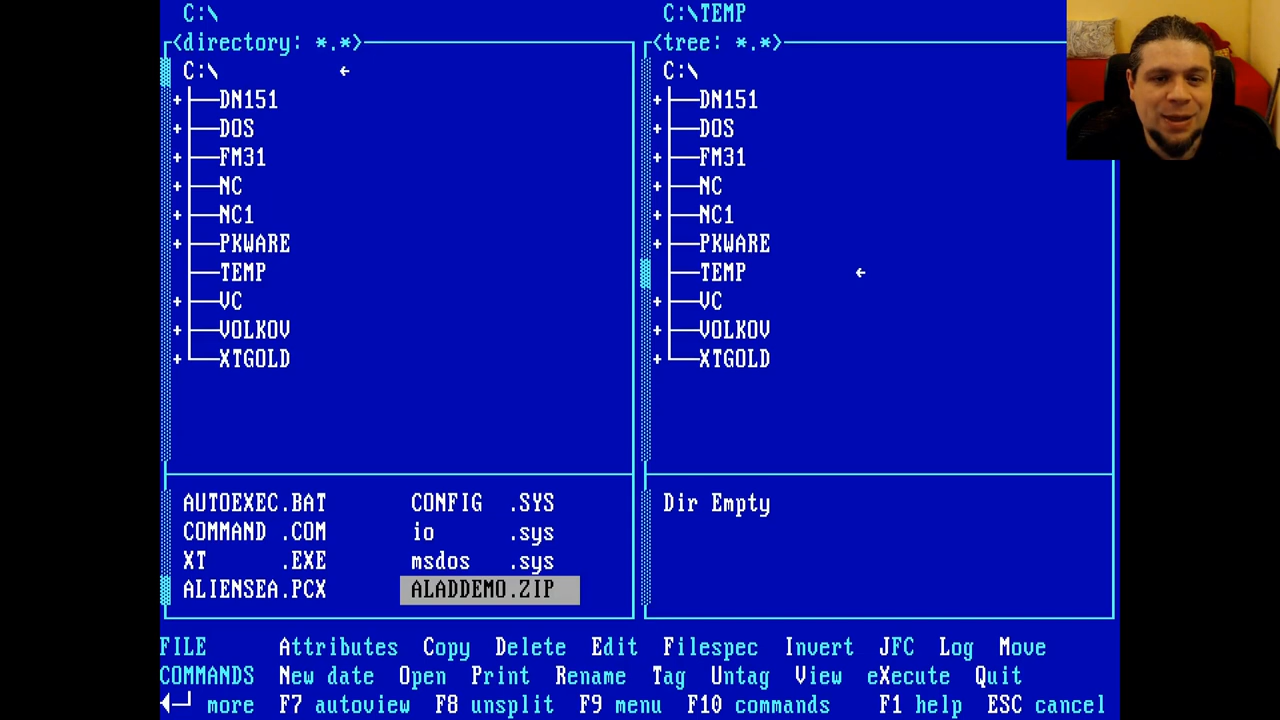 C:\ C:\TEMP
<directory: *.*> <tree: *.*>
C:\ ← C:\
+ DN151 + DN151
+ DOS + DOS
+ FM31 + FM31
+ NC + NC
+ NC1 + NC1
+ PKWARE + PKWARE
TEMP TEMP ←
+ VC + VC
+ VOLKOV + VOLKOV
+ XTGOLD + XTGOLD
AUTOEXEC.BAT CONFIG .SYS Dir Empty
COMMAND .COM io .sys
XT .EXE msdos .sys
ALIENSEA.PCX ALADDEMO.ZIP
FILE Attributes Copy Delete Edit Filespec Invert JFC Log Move
COMMANDS New date Open Print Rename Tag Untag View eXecute Quit
◄─┘ more F7 autoview F8 unsplit F9 menu F10 commands F1 help ESC cancel